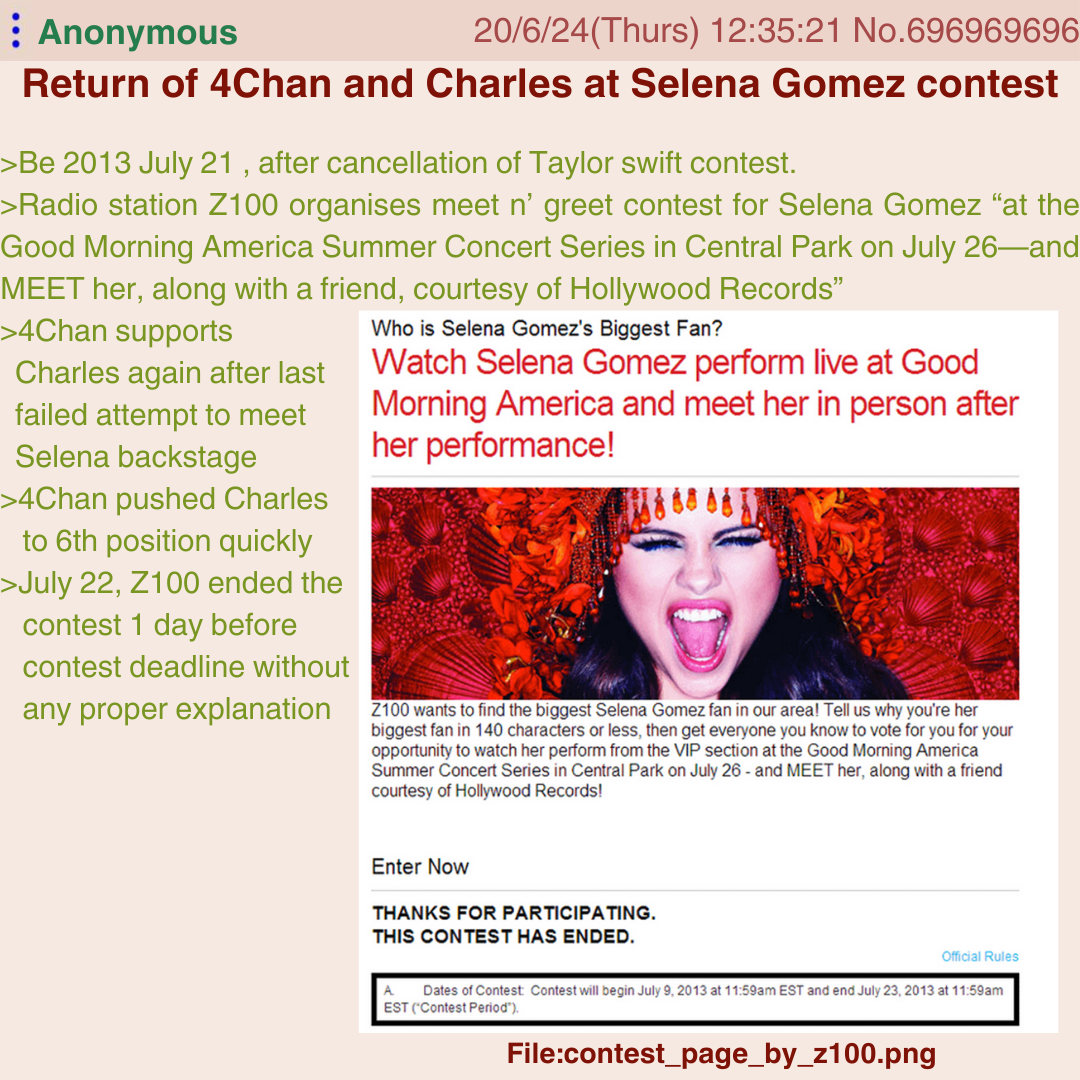 Anonymous 20/6/24(Thurs) 12:35:21 No.696969696
Return of 4Chan and Charles at Selena Gomez contest
>Be 2013 July 21 , after cancellation of Taylor swift contest.
>Radio station Z100 organises meet n’ greet contest for Selena Gomez “at the
Good Morning America Summer Concert Series in Central Park on July 26—and
MEET her, along with a friend, courtesy of Hollywood Records”
>4Chan supports
Charles again after last
failed attempt to meet
Selena backstage
>4Chan pushed Charles
to 6th position quickly
>July 22, Z100 ended the
contest 1 day before
contest deadline without
any proper explanation
Who is Selena Gomez's Biggest Fan?
Watch Selena Gomez perform live at Good
Morning America and meet her in person after
her performance!
Z100 wants to find the biggest Selena Gomez fan in our area! Tell us why you're her
biggest fan in 140 characters or less, then get everyone you know to vote for you for your
opportunity to watch her perform from the VIP section at the Good Morning America
Summer Concert Series in Central Park on July 26 - and MEET her, along with a friend
courtesy of Hollywood Records!
Enter Now
THANKS FOR PARTICIPATING.
THIS CONTEST HAS ENDED.
Official Rules
A. Dates of Contest: Contest will begin July 9, 2013 at 11:59am EST and end July 23, 2013 at 11:59am
EST ("Contest Period").
File:contest_page_by_z100.png